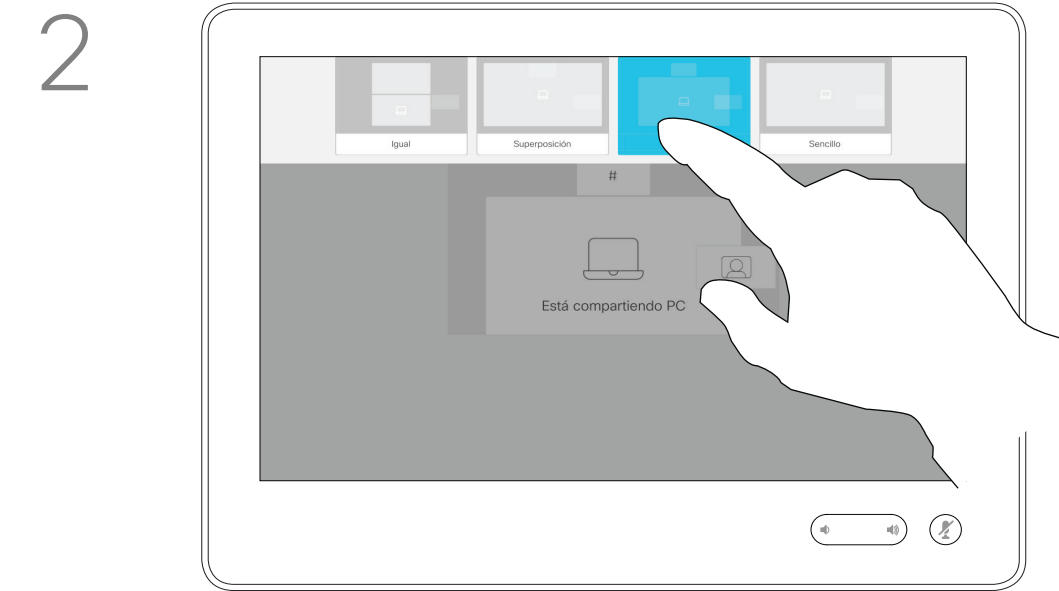 2
Igual
Superposición
Sencillo
#
Está compartiendo PC